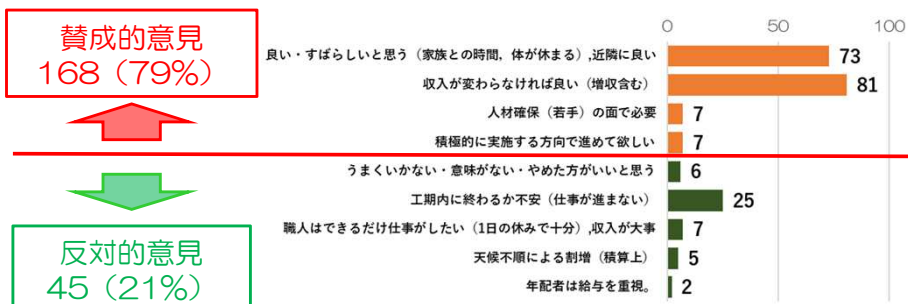 賛成的意見
168（79%）
0 50 100
良い・すばらしいと思う（家族との時間，体が休まる）,近隣に良い 73
収入が変わらなければ良い（増収含む） 81
人材確保（若手）の面で必要 7
積極的に実施する方向で進めて欲しい 7
うまくいかない・意味がない・やめた方がいいと思う 6
工期内に終わるか不安（仕事が進まない） 25
職人はできるだけ仕事がしたい（1日の休みで十分）,収入が大事 7
天候不順による割増（積算上） 5
年配者は給与を重視。 2
反対的意見
45（21%）